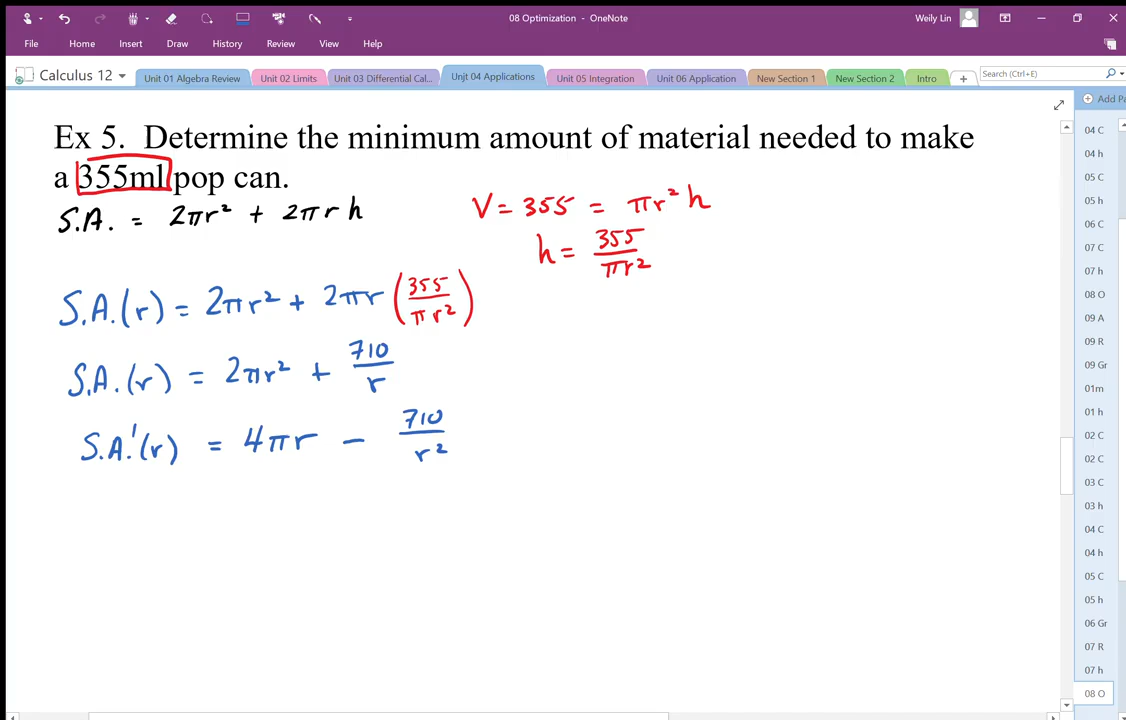 08 Optimization - OneNote
Weily Lin
File Home Insert Draw History Review View Help
Calculus 12
Unit 01 Algebra Review
Unit 02 Limits
Unit 03 Differential Cal...
Unit 04 Applications
Unit 05 Integration
Unit 06 Application
New Section 1
New Section 2
Intro
+
Search (Ctrl+E)
Ex 5. Determine the minimum amount of material needed to make
a 355ml pop can.
S.A. = 2πr² + 2πrh
V = 355 = πr²h
h = 355/πr²
S.A.(r) = 2πr² + 2πr (355/πr²)
S.A.(r) = 2πr² + 710/r
S.A.'(r) = 4πr - 710/r²
Add Pa
04 C
04 h
05 C
05 h
06 C
07 C
07 h
08 O
09 A
09 R
09 Gr
01m
01 h
02 C
02 C
03 C
03 h
04 C
04 h
05 C
05 h
06 Gr
07 R
07 h
08 O